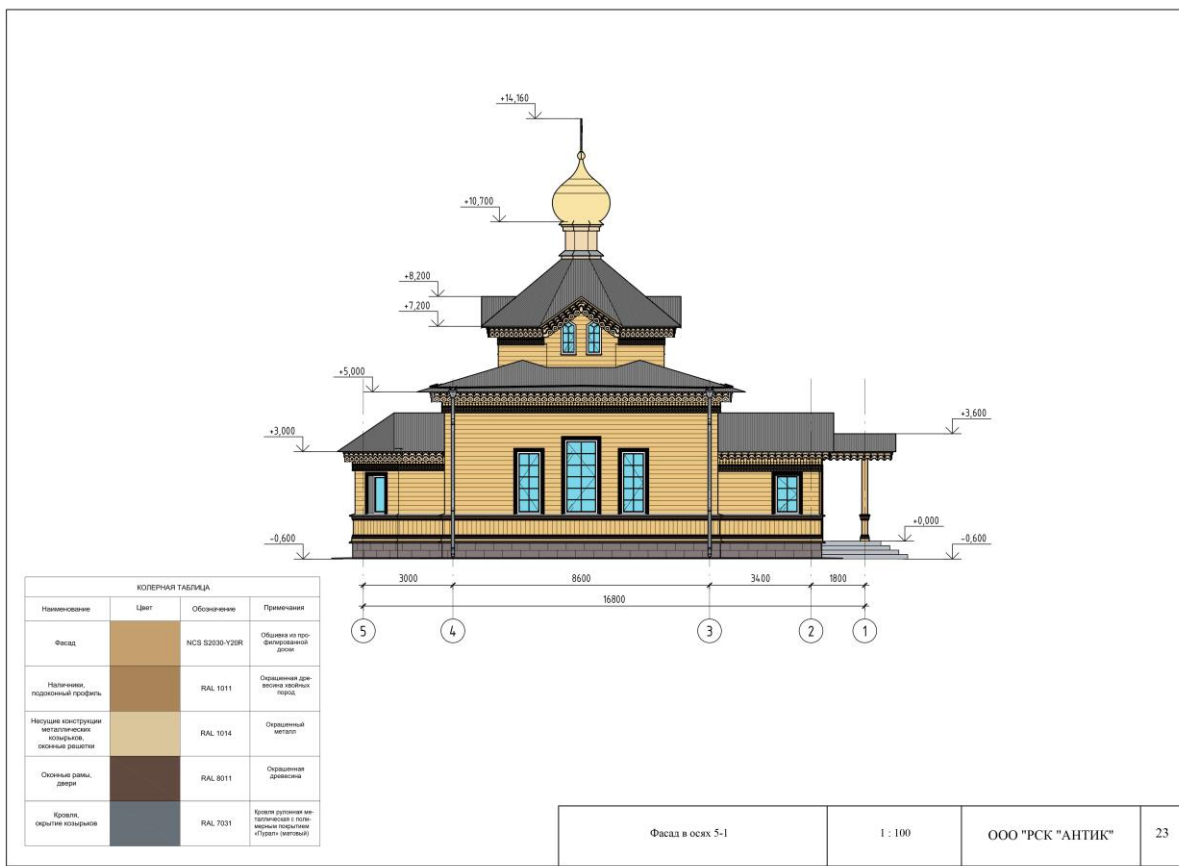 +14,160
+10,700
+8,200
+7,200
+5,000
+3,600
+3,000
+0,000
-0,600
-0,600
3000
8600
3400
1800
16800
5
4
3
2
1
КОЛЕРНАЯ ТАБЛИЦА
Наименование
Цвет
Обозначение
Примечания
Фасад
NCS S2030-Y20R
Обшивка из про-
филированной
доски
Наличники,
подоконный профиль
RAL 1011
Окрашенная дре-
весина хвойных
пород
Несущие конструкции
металлических
козырьков,
оконные решетки
RAL 1014
Окрашенный
металл
Оконные рамы,
двери
RAL 8011
Окрашенная
древесина
Кровля,
окрытие козырьков
RAL 7031
Кровля рулонная ме-
таллическая с поли-
мерным покрытием
«Пурал» (матовый)
Фасад в осях 5-1
1 : 100
ООО "РСК "АНТИК"
23